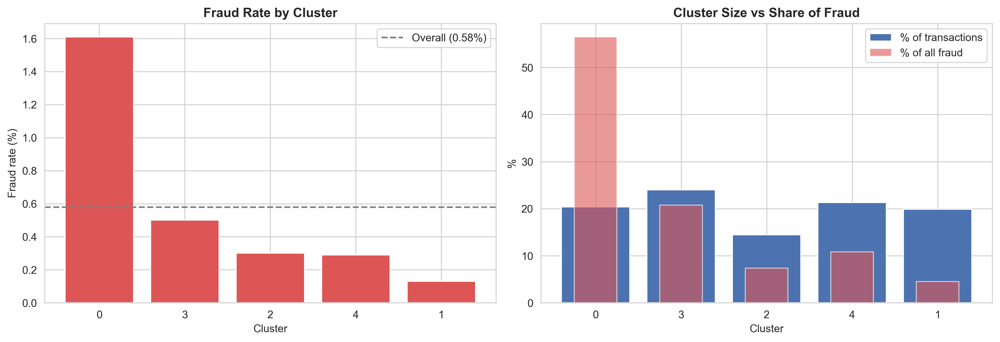 Fraud Rate by Cluster
Overall (0.58%)
1.6
1.4
1.2
1.0
0.8
0.6
0.4
0.2
0.0
Fraud rate (%)
0 3 2 4 1
Cluster
Cluster Size vs Share of Fraud
% of transactions
% of all fraud
50
40
30
20
10
0
%
0 3 2 4 1
Cluster